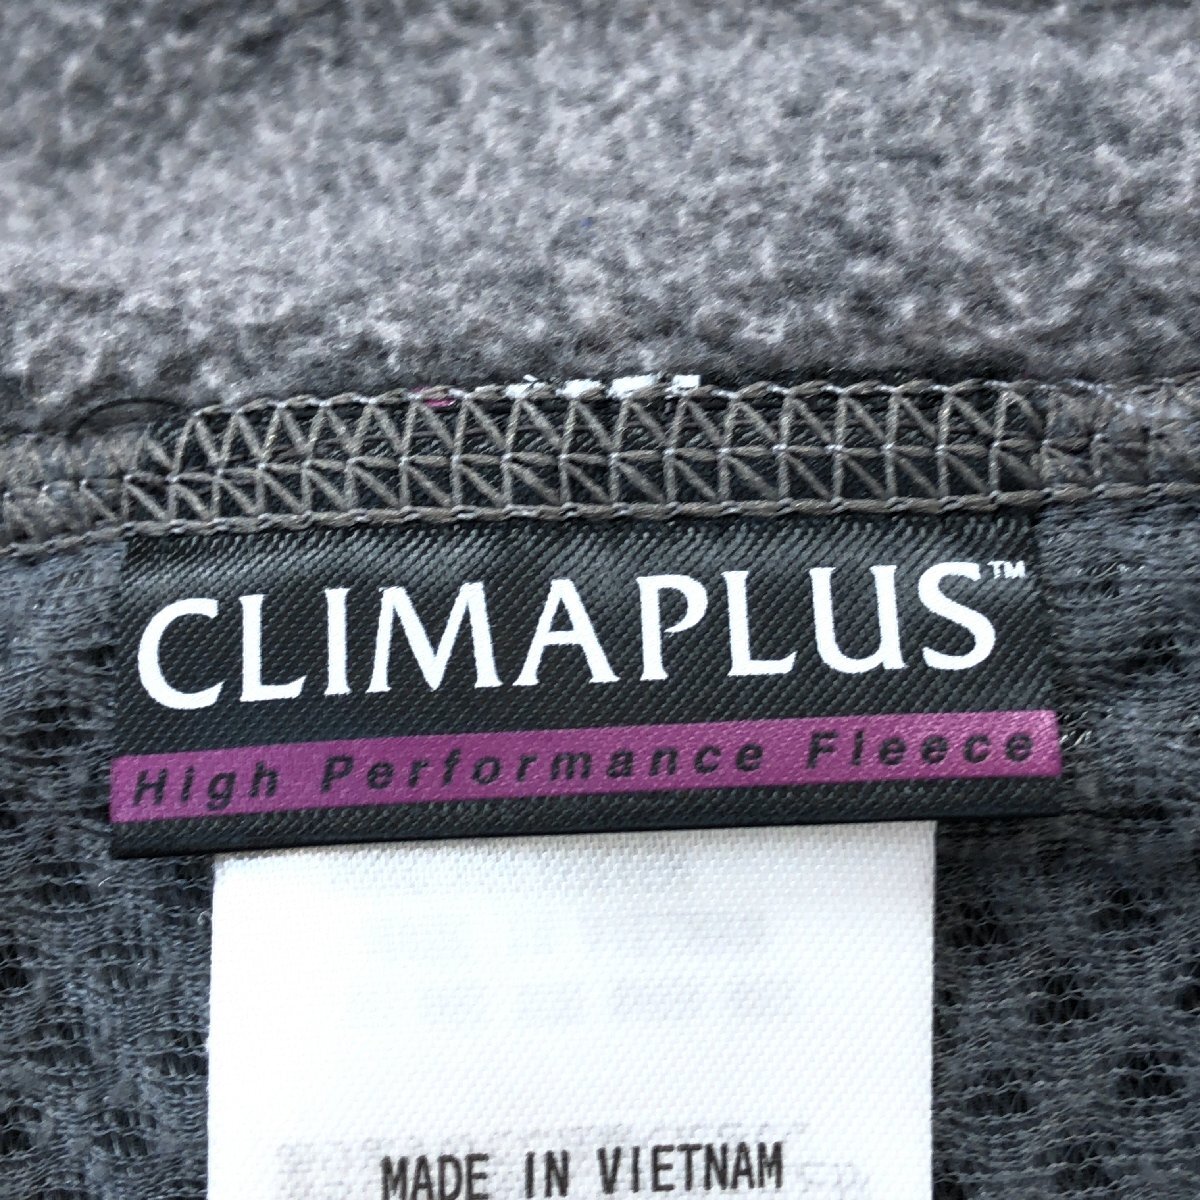 CLIMAPLUS™
High Performance Fleece
MADE IN VIETNAM